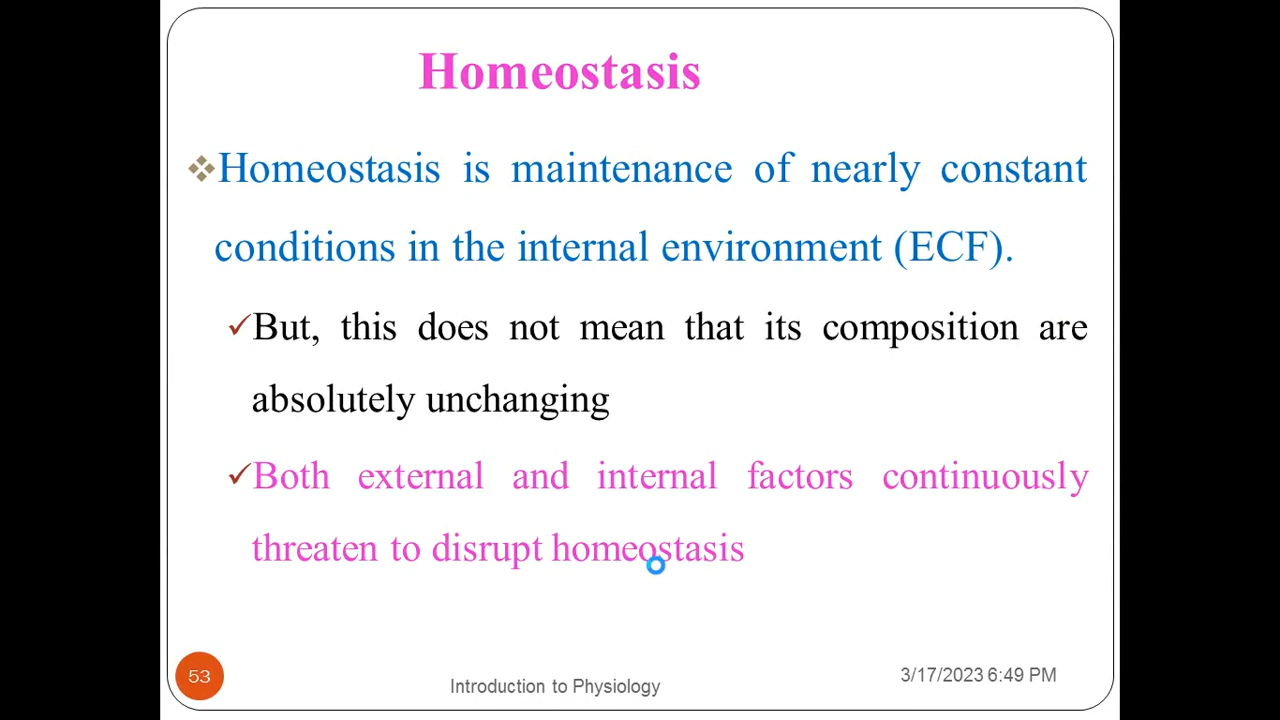 Homeostasis
Homeostasis is maintenance of nearly constant
conditions in the internal environment (ECF).
But, this does not mean that its composition are
absolutely unchanging
Both external and internal factors continuously
threaten to disrupt homeostasis
53
Introduction to Physiology
3/17/2023 6:49 PM